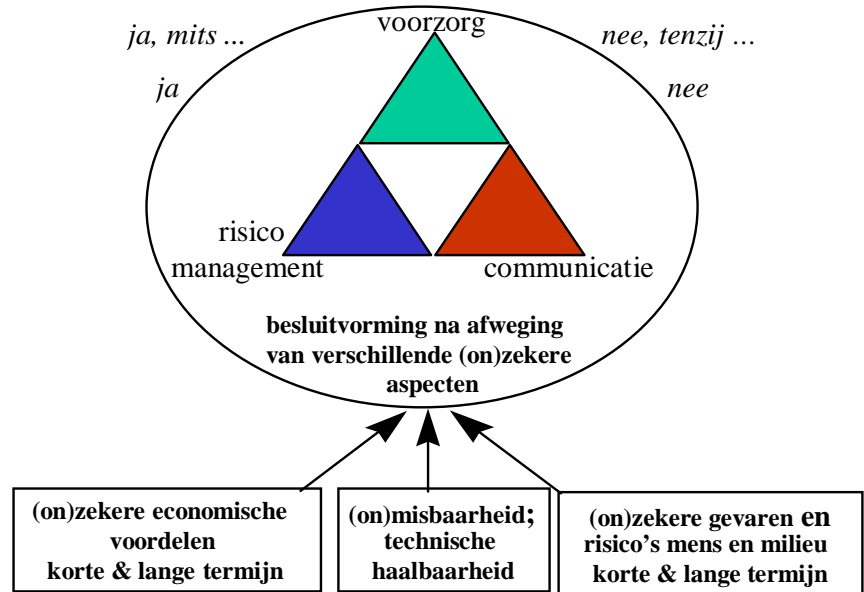 voorzorg
ja, mits ...
nee, tenzij ...
ja
nee
risico
management
communicatie
besluitvorming na afweging
van verschillende (on)zekere
aspecten
(on)zekere economische
voordelen
korte & lange termijn
(on)misbaarheid;
technische
haalbaarheid
(on)zekere gevaren en
risico's mens en milieu
korte & lange termijn